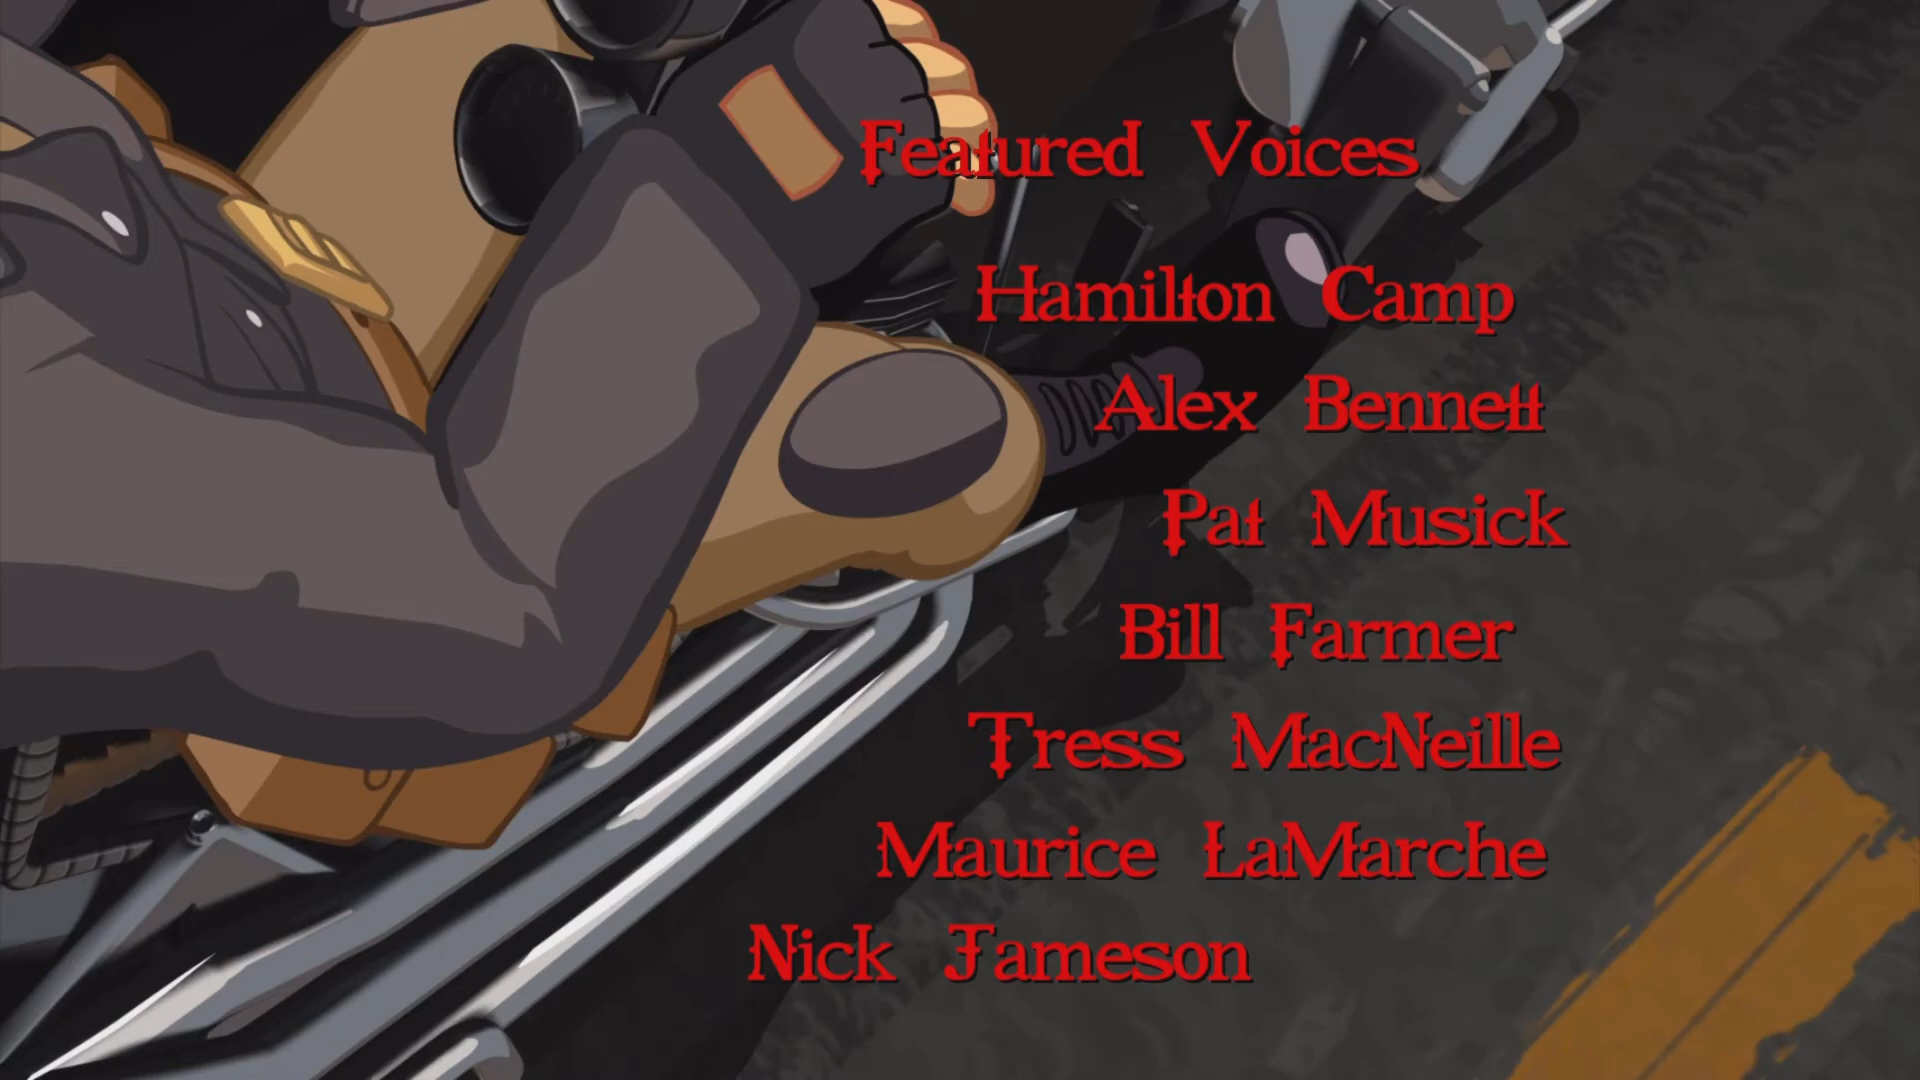 Featured Voices
Hamilton Camp
Alex Bennett
Pat Musick
Bill Farmer
Tress MacNeille
Maurice LaMarche
Nick Jameson